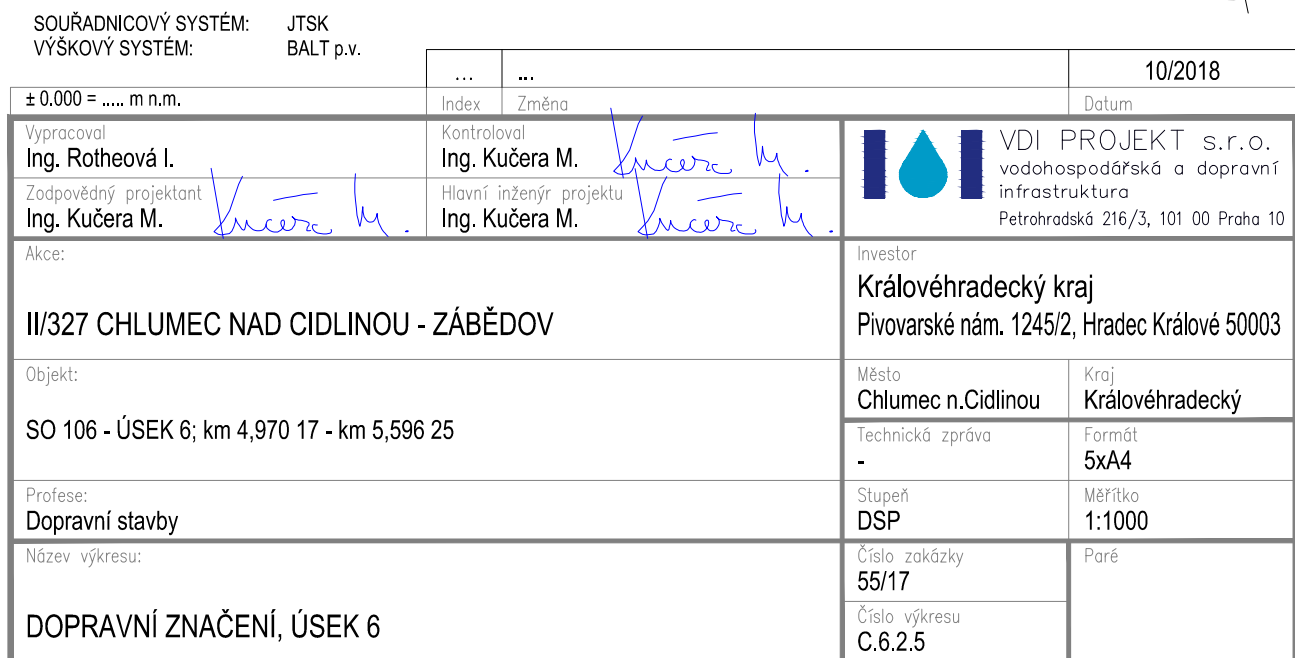 SOUŘADNICOVÝ SYSTÉM: JTSK
VÝŠKOVÝ SYSTÉM: BALT p.v.
... ... 10/2018
± 0.000 = ..... m n.m. Index Změna Datum
Vypracoval
Ing. Rotheová I.
Kontroloval
Ing. Kučera M. Kučera M.
Zodpovědný projektant
Ing. Kučera M. Kučera M.
Hlavní inženýr projektu
Ing. Kučera M. Kučera M.
VDI PROJEKT s.r.o.
vodohospodářská a dopravní
infrastruktura
Petrohradská 216/3, 101 00 Praha 10
Akce:
II/327 CHLUMEC NAD CIDLINOU - ZÁBĚDOV
Investor
Královéhradecký kraj
Pivovarské nám. 1245/2, Hradec Králové 50003
Objekt:
SO 106 - ÚSEK 6; km 4,970 17 - km 5,596 25
Město
Chlumec n.Cidlinou
Kraj
Královéhradecký
Technická zpráva
-
Formát
5xA4
Profese:
Dopravní stavby
Stupeň
DSP
Měřítko
1:1000
Název výkresu:
DOPRAVNÍ ZNAČENÍ, ÚSEK 6
Číslo zakázky
55/17
Paré
Číslo výkresu
C.6.2.5